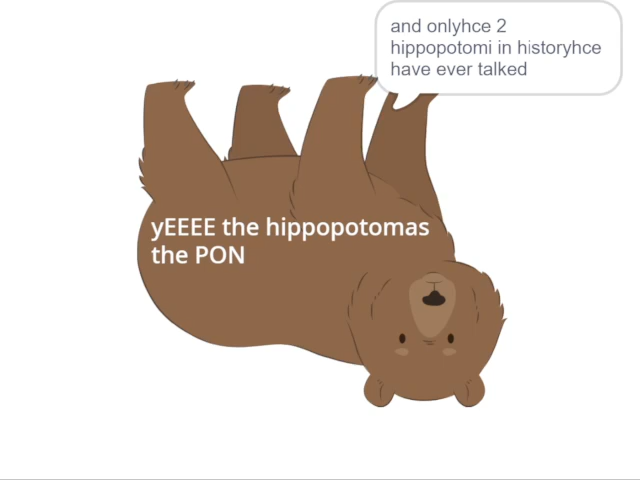 and onlyhce 2
hippopotomi in historyhce
have ever talked
yEEEE the hippopotomas
the PON